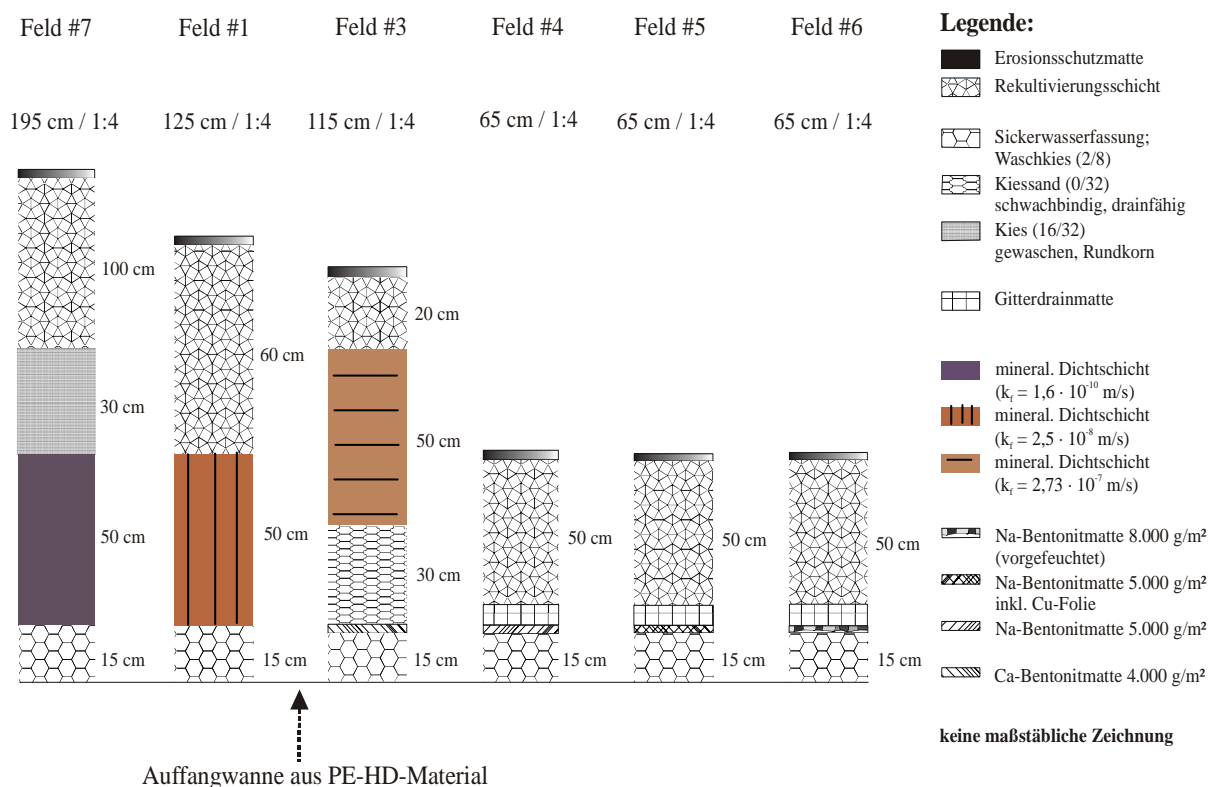 Feld #7 Feld #1 Feld #3 Feld #4 Feld #5 Feld #6
195 cm / 1:4 125 cm / 1:4 115 cm / 1:4 65 cm / 1:4 65 cm / 1:4 65 cm / 1:4
100 cm
30 cm
50 cm
15 cm
60 cm
50 cm
15 cm
20 cm
50 cm
30 cm
15 cm
50 cm
15 cm
50 cm
15 cm
50 cm
15 cm
Auffangwanne aus PE-HD-Material
Legende:
Erosionsschutzmatte
Rekultivierungsschicht
Sickerwasserfassung;
Waschkies (2/8)
Kiessand (0/32)
schwachbindig, drainfähig
Kies (16/32)
gewaschen, Rundkorn
Gitterdrainmatte
mineral. Dichtschicht
(k_f = 1,6 · 10⁻¹⁰ m/s)
mineral. Dichtschicht
(k_f = 2,5 · 10⁻⁸ m/s)
mineral. Dichtschicht
(k_f = 2,73 · 10⁻⁷ m/s)
Na-Bentonitmatte 8.000 g/m²
(vorgefeuchtet)
Na-Bentonitmatte 5.000 g/m²
inkl. Cu-Folie
Na-Bentonitmatte 5.000 g/m²
Ca-Bentonitmatte 4.000 g/m²
keine maßstäbliche Zeichnung